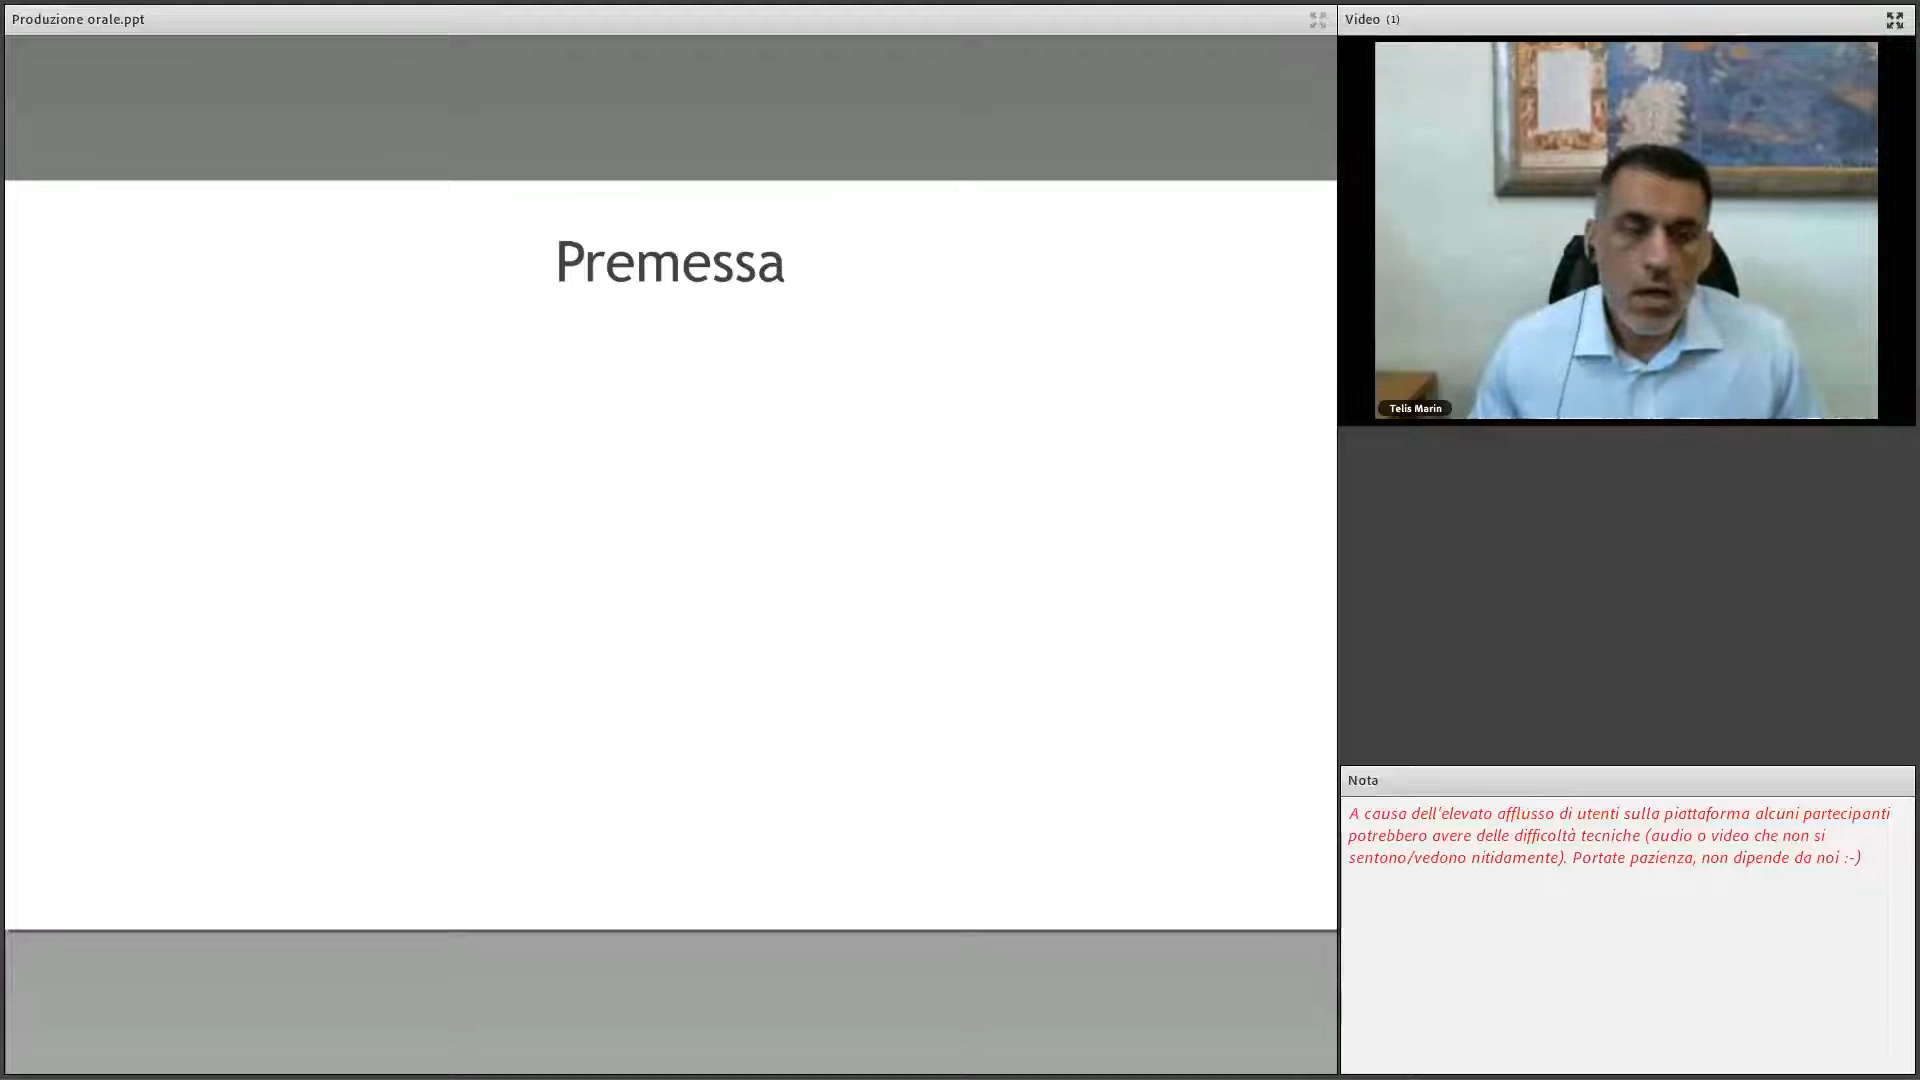 Produzione orale.ppt
Video (1)
Premessa
Telis Marin
Nota
A causa dell'elevato afflusso di utenti sulla piattaforma alcuni partecipanti
potrebbero avere delle difficoltà tecniche (audio o video che non si
sentono/vedono nitidamente). Portate pazienza, non dipende da noi :-)